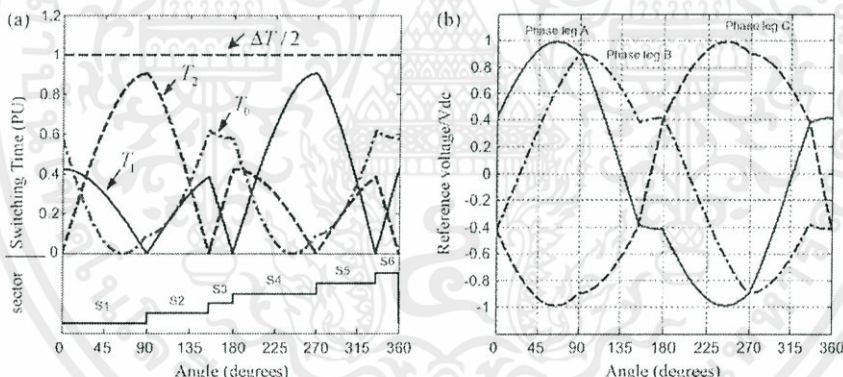 (a)
Switching Time (PU)
sector
1.2
1
0.8
0.6
0.4
0.2
0
ΔT/2
T2
T0
T1
S1
S2
S3
S4
S5
S6
0 45 90 135 180 225 270 315 360
Angle (degrees)
(b)
Reference voltage/Vdc
1
0.8
0.6
0.4
0.2
0
-0.2
-0.4
-0.6
-0.8
-1
Phase leg A
Phase leg B
Phase leg C
0 45 90 135 180 225 270 315 360
Angle (degrees)